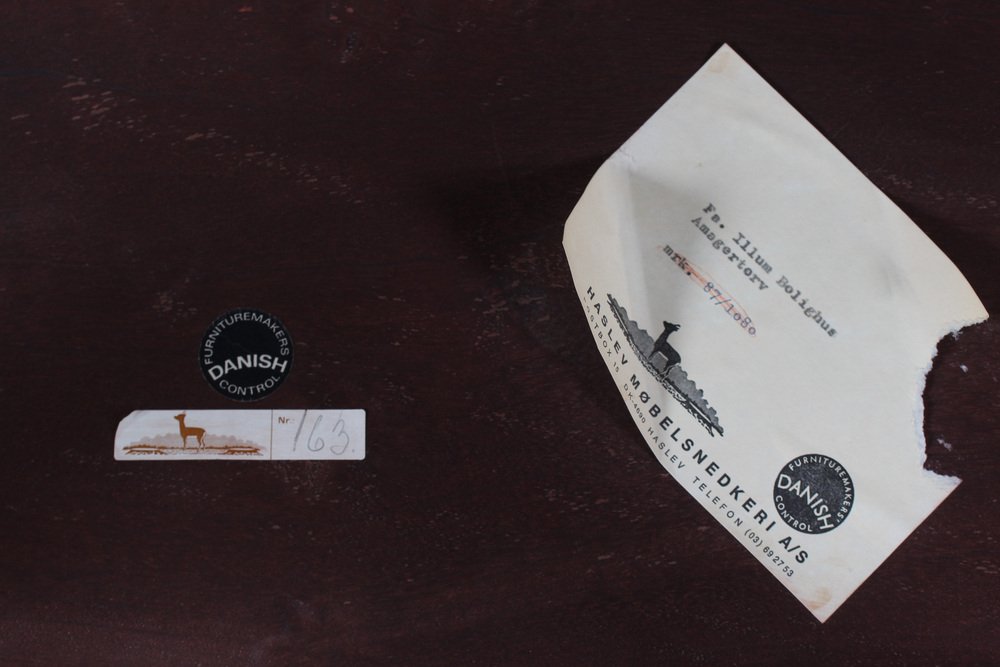 FURNITUREMAKERS
DANISH
CONTROL
Nr. 163.
Fa. Illum Bolighus
Amagertorv
mrk. 87/1080
HASLEV MØBELSNEDKERI A/S
POSTBOX 15 DK-4690 HASLEV TELEFON (03) 69 27 53
FURNITUREMAKERS
DANISH
CONTROL